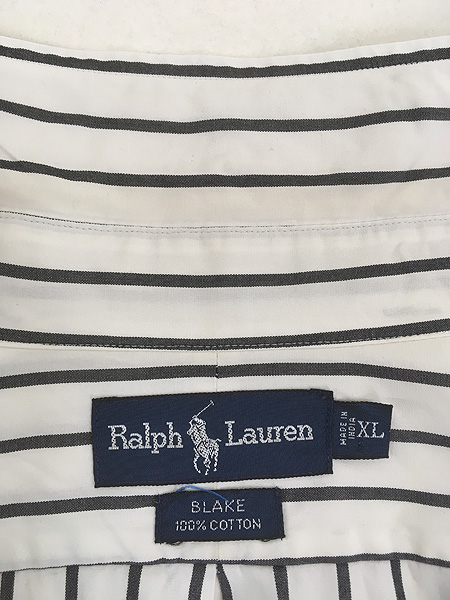 Ralph Lauren
MADE IN
INDIA
XL
BLAKE
100% COTTON